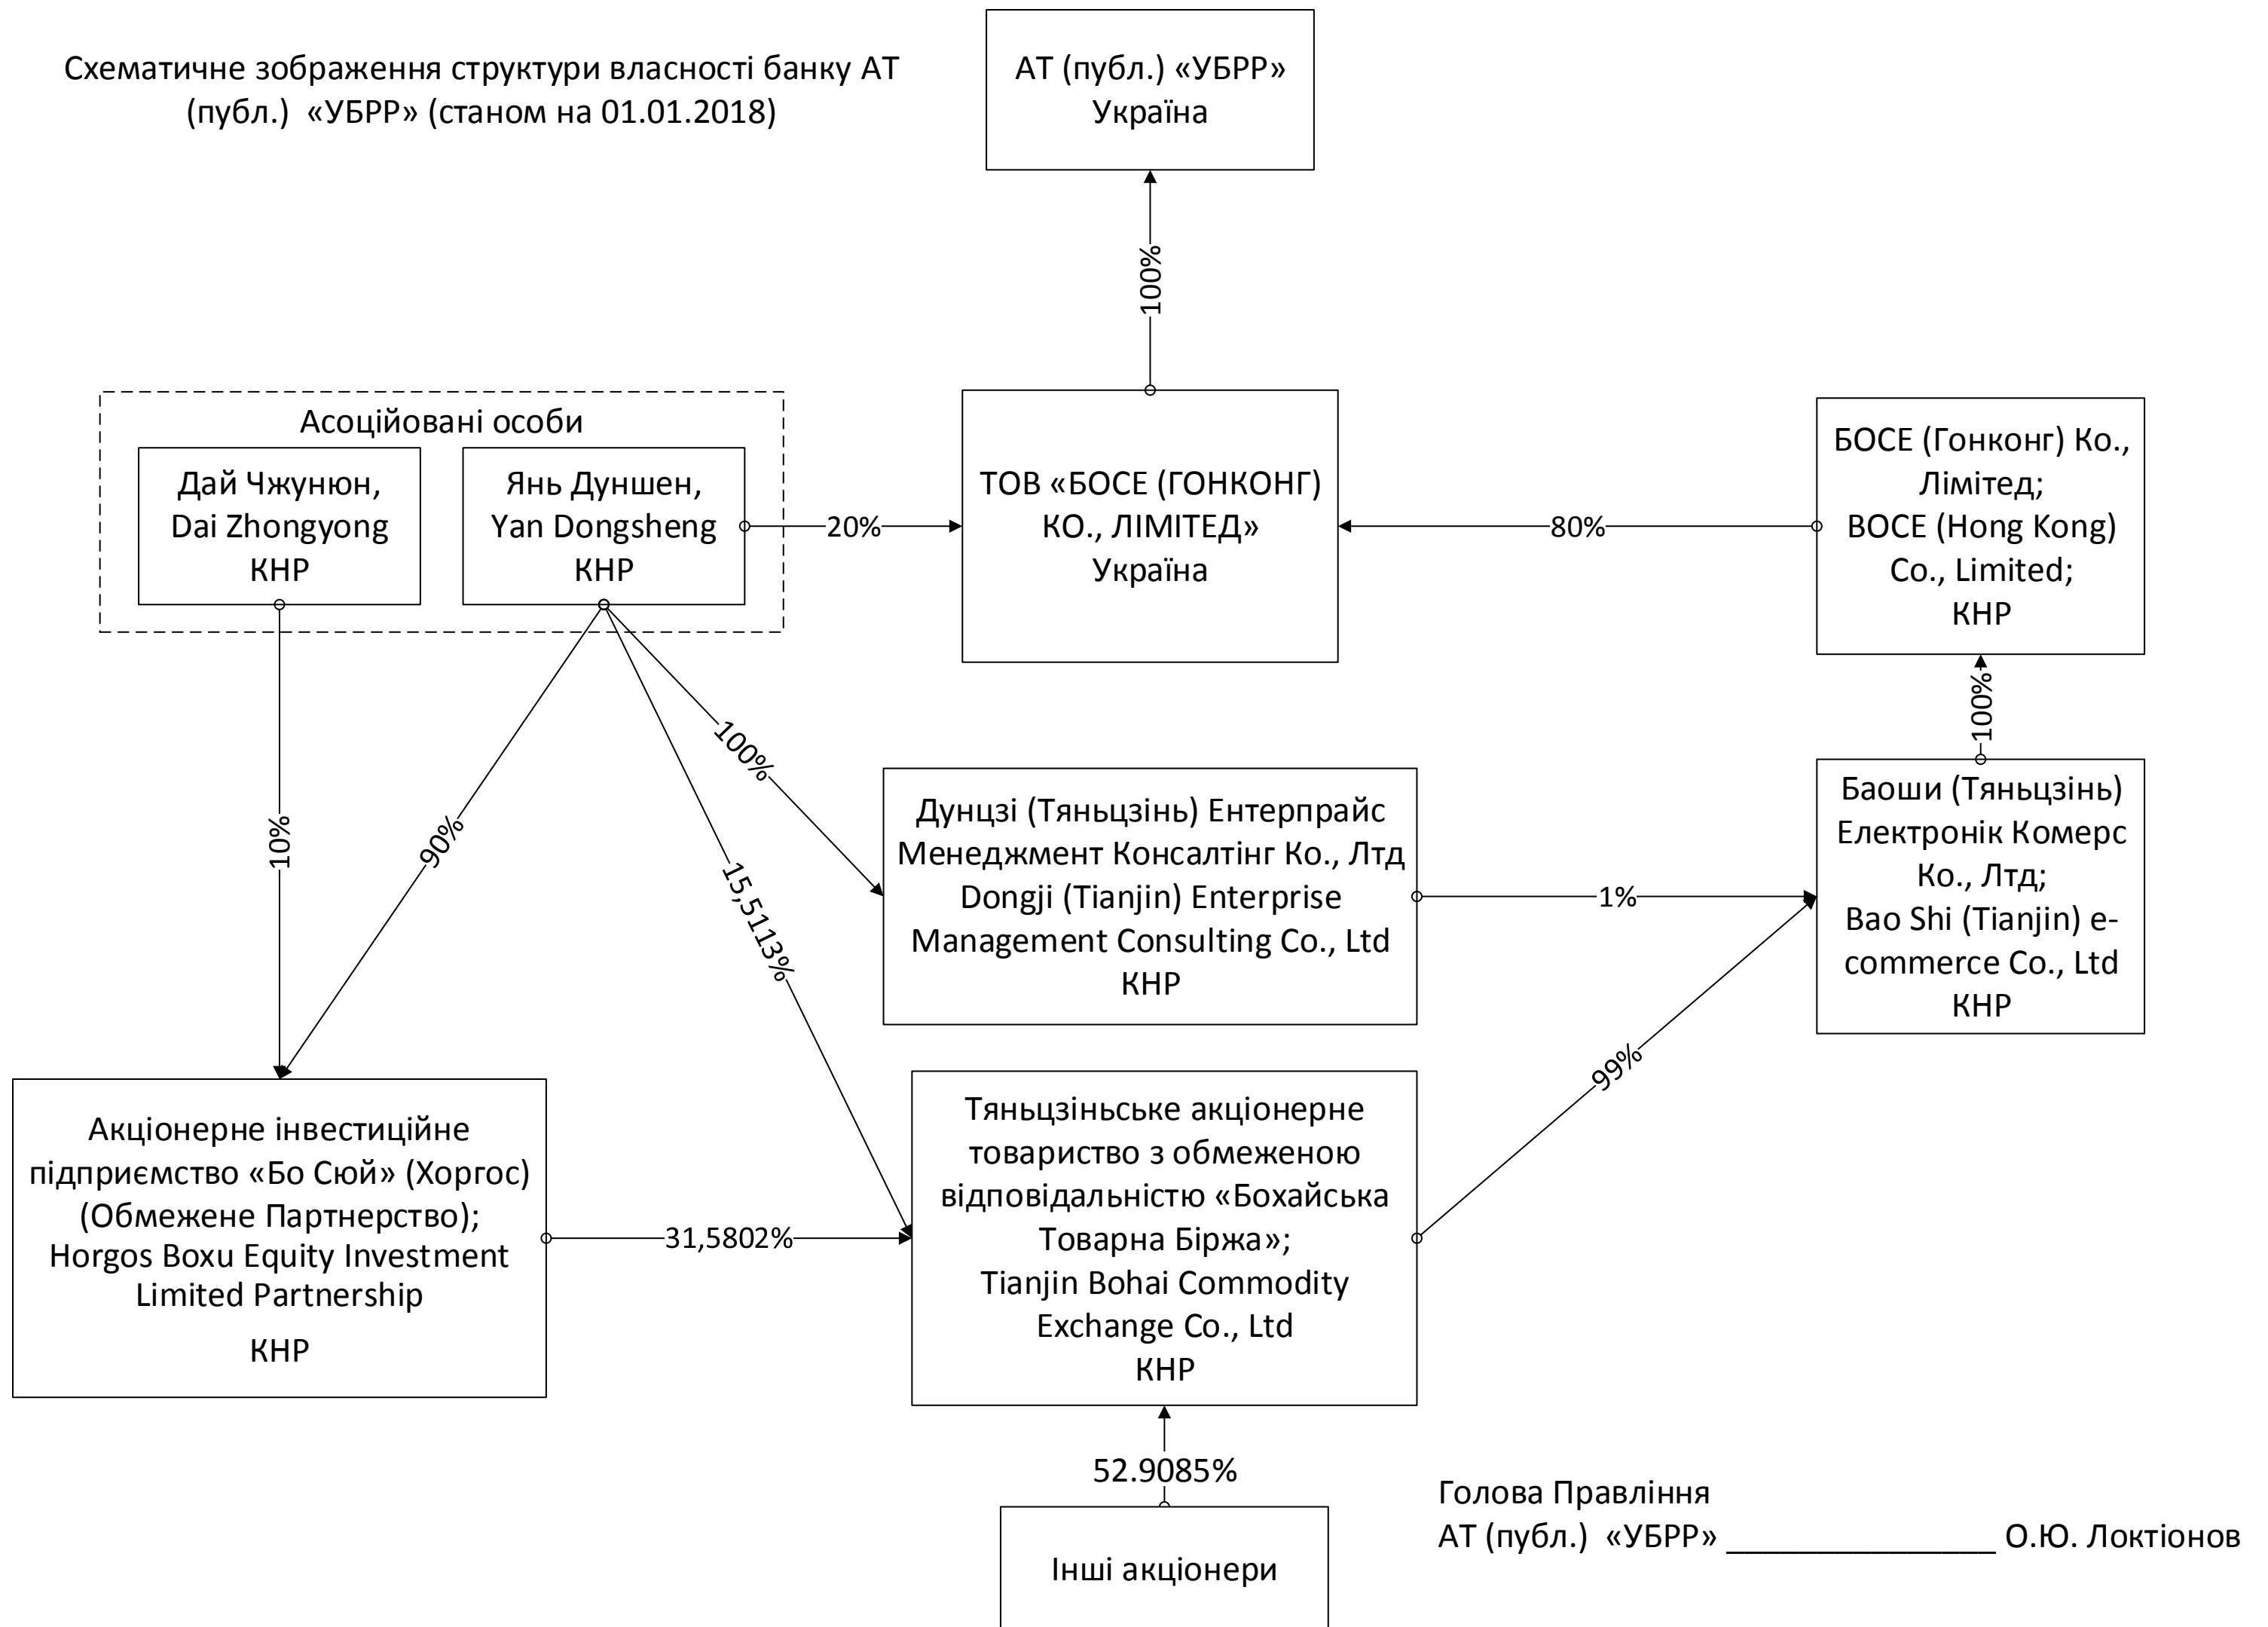 Схематичне зображення структури власності банку АТ
(публ.) «УБРР» (станом на 01.01.2018)
АТ (публ.) «УБРР»
Україна
100%
Асоційовані особи
Дай Чжунюн,
Dai Zhongyong
КНР
Янь Дуншен,
Yan Dongsheng
КНР
20%
ТОВ «БОСЕ (ГОНКОНГ)
КО., ЛІМІТЕД»
Україна
80%
БОСЕ (Гонконг) Ко.,
Лімітед;
BOCE (Hong Kong)
Co., Limited;
КНР
100%
10%
90%
15,5113%
100%
Дунцзі (Тяньцзінь) Ентерпрайс
Менеджмент Консалтінг Ко., Лтд
Dongji (Tianjin) Enterprise
Management Consulting Co., Ltd
КНР
1%
Баоши (Тяньцзінь)
Електронік Комерс
Ко., Лтд;
Bao Shi (Tianjin) e-
commerce Co., Ltd
КНР
99%
Акціонерне інвестиційне
підприємство «Бо Сюй» (Хоргос)
(Обмежене Партнерство);
Horgos Boxu Equity Investment
Limited Partnership
КНР
31,5802%
Тяньцзіньське акціонерне
товариство з обмеженою
відповідальністю «Бохайська
Товарна Біржа»;
Tianjin Bohai Commodity
Exchange Co., Ltd
КНР
52.9085%
Інші акціонери
Голова Правління
АТ (публ.) «УБРР» ________________ О.Ю. Локтіонов